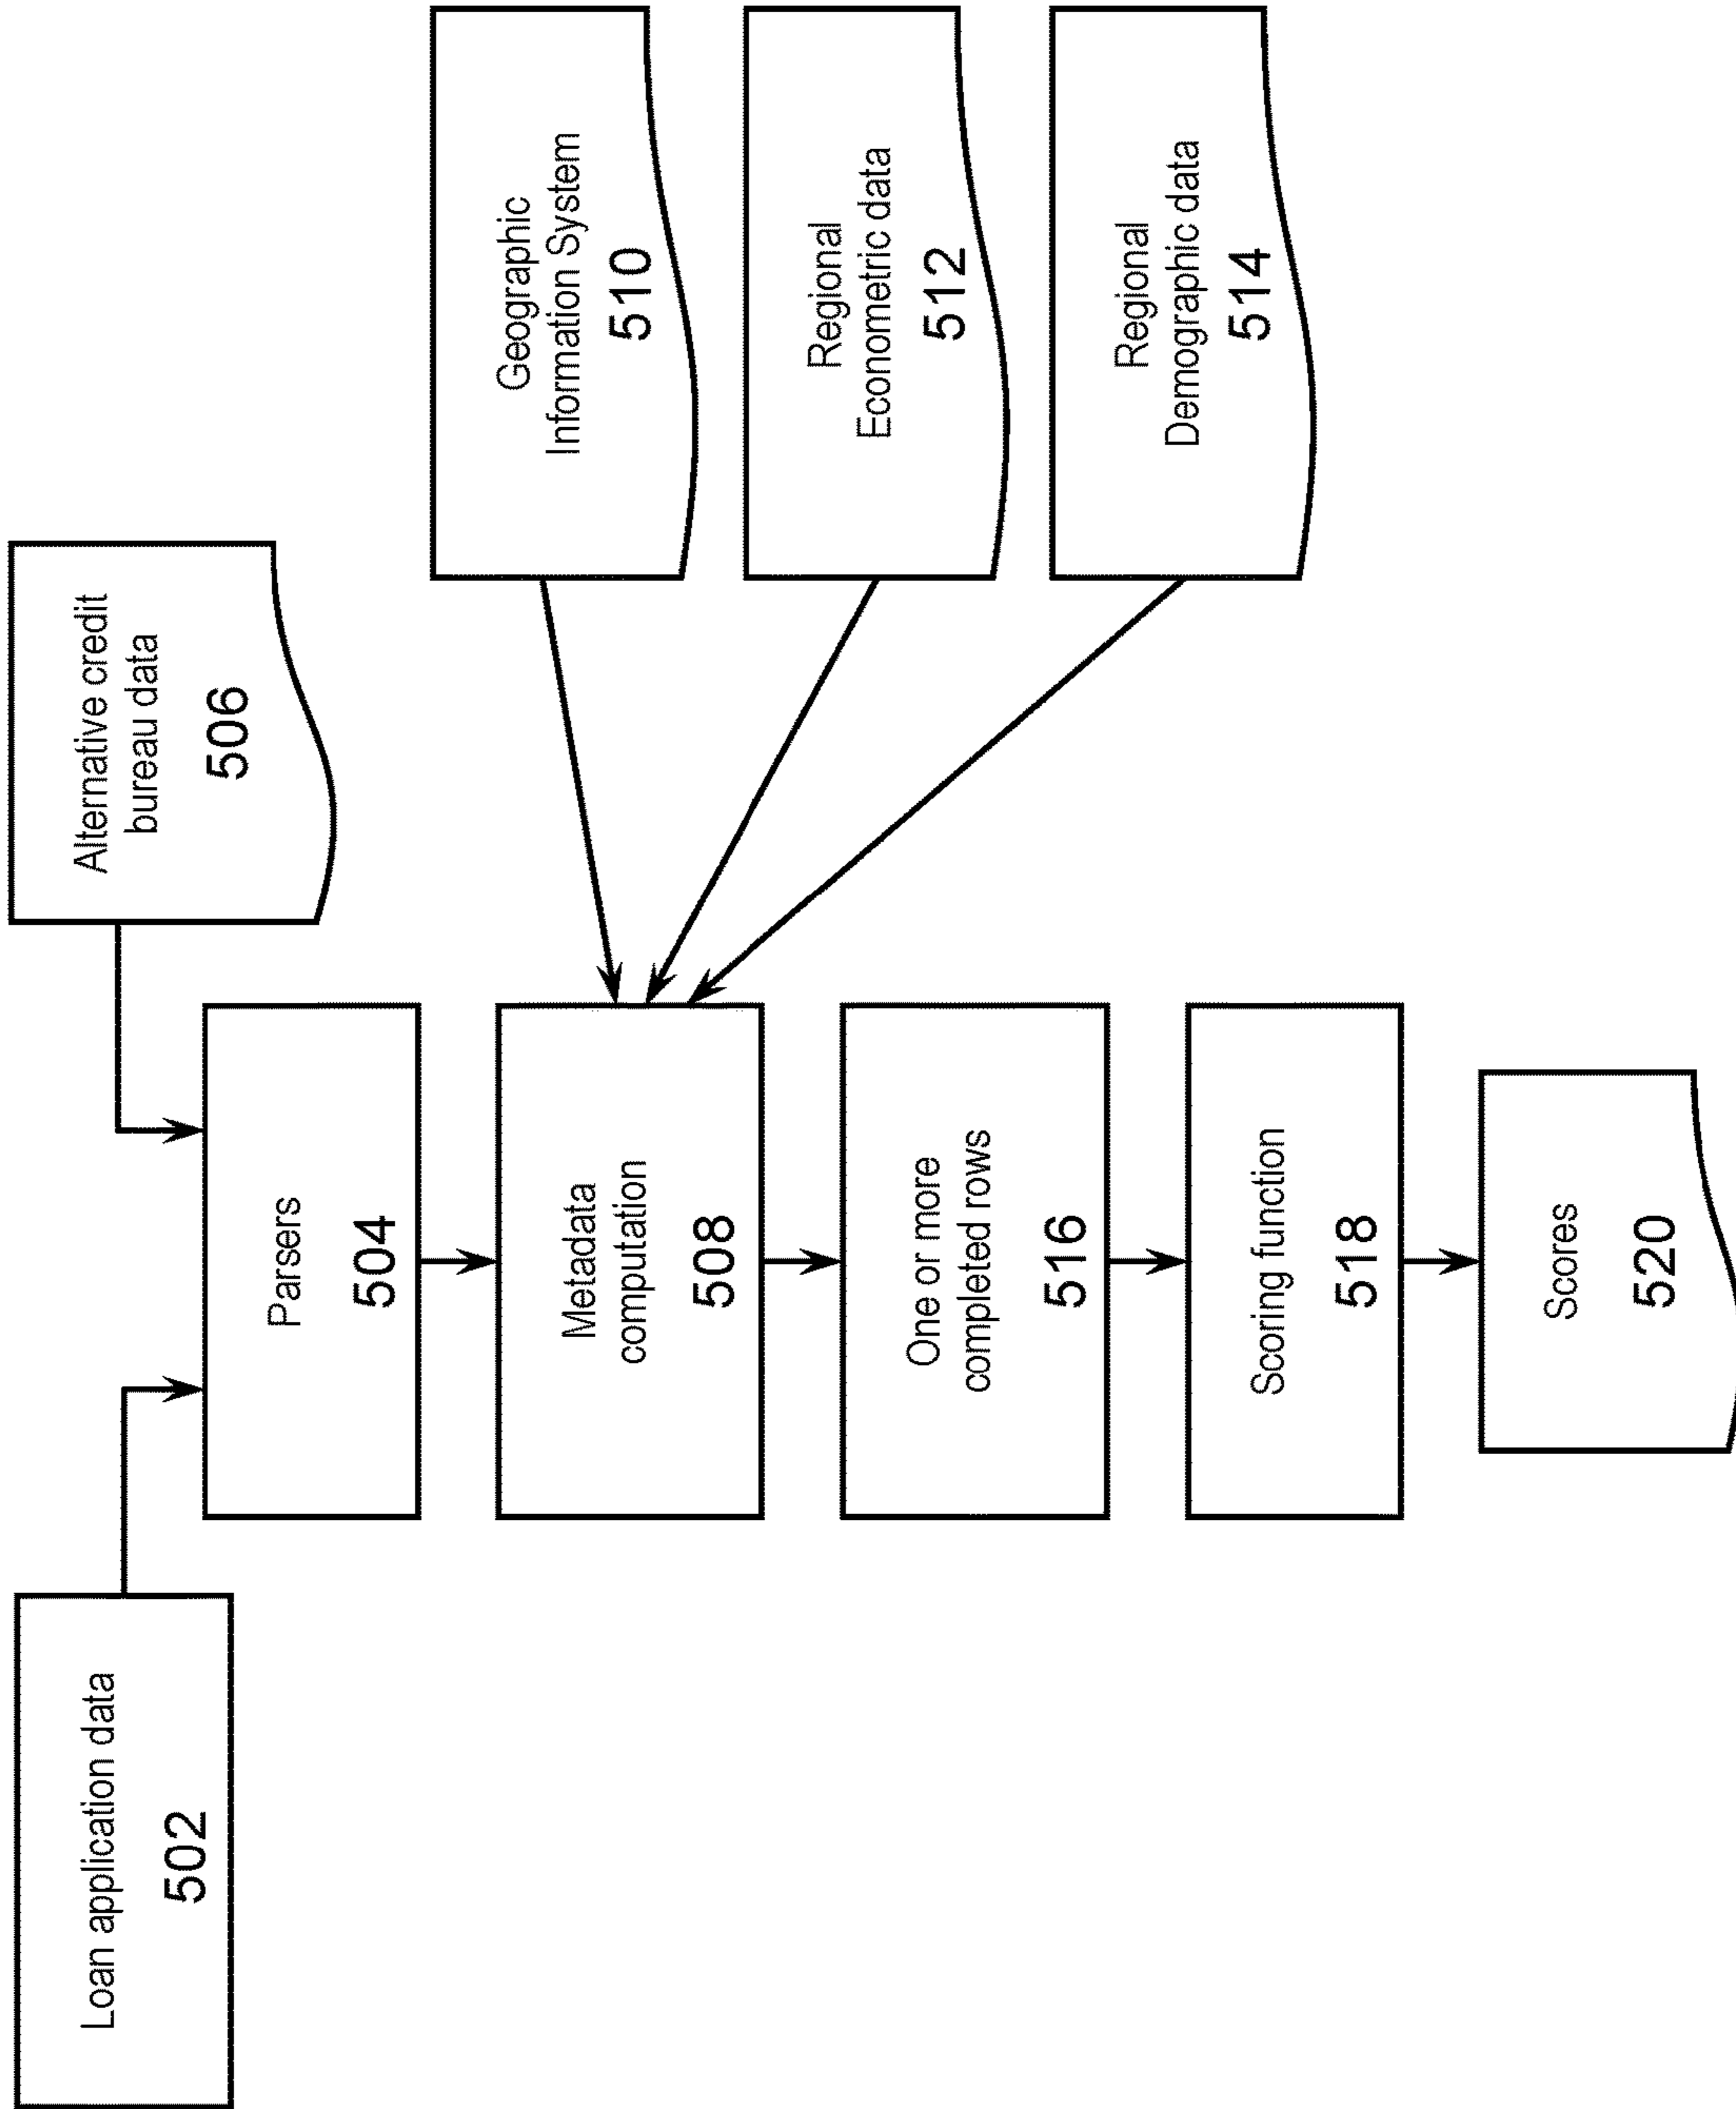 Loan application data
502
Alternative credit
bureau data
506
Parsers
504
Metadata
computation
508
Geographic
Information System
510
Regional
Econometric data
512
Regional
Demographic data
514
One or more
completed rows
516
Scoring function
518
Scores
520